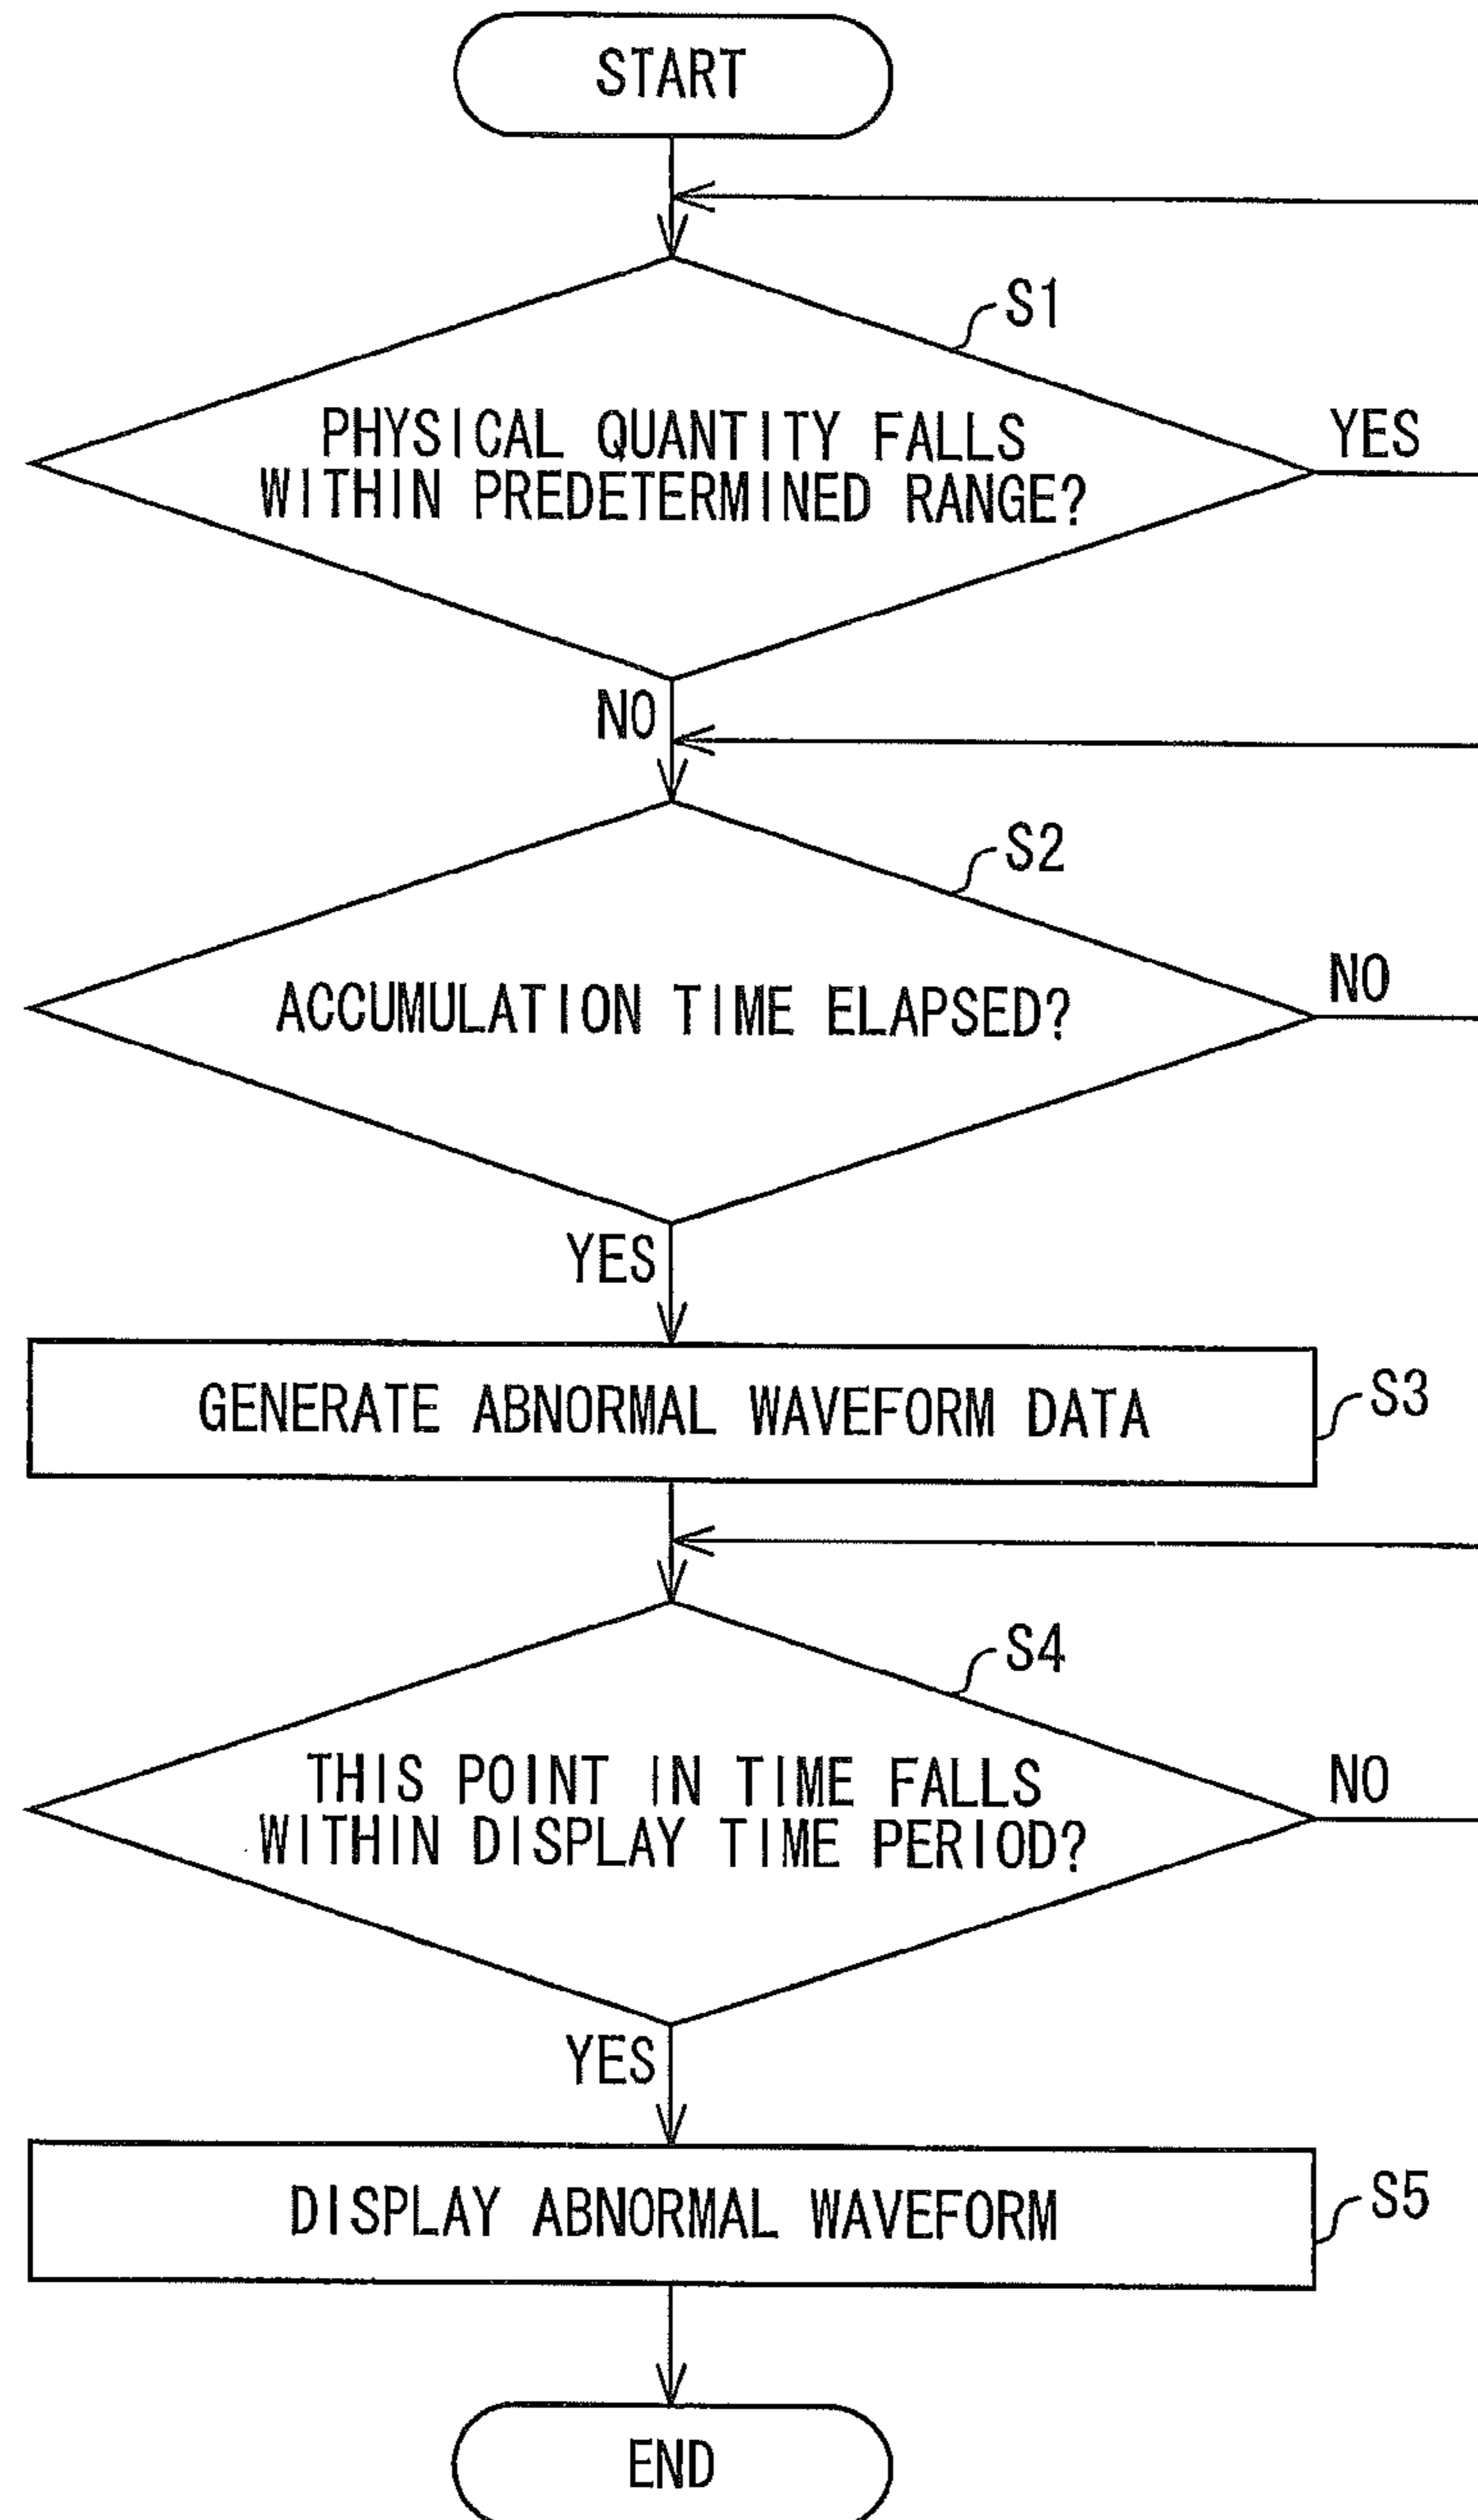 START
S1
PHYSICAL QUANTITY FALLS
WITHIN PREDETERMINED RANGE?
YES
NO
S2
ACCUMULATION TIME ELAPSED?
NO
YES
GENERATE ABNORMAL WAVEFORM DATA
S3
S4
THIS POINT IN TIME FALLS
WITHIN DISPLAY TIME PERIOD?
NO
YES
DISPLAY ABNORMAL WAVEFORM
S5
END